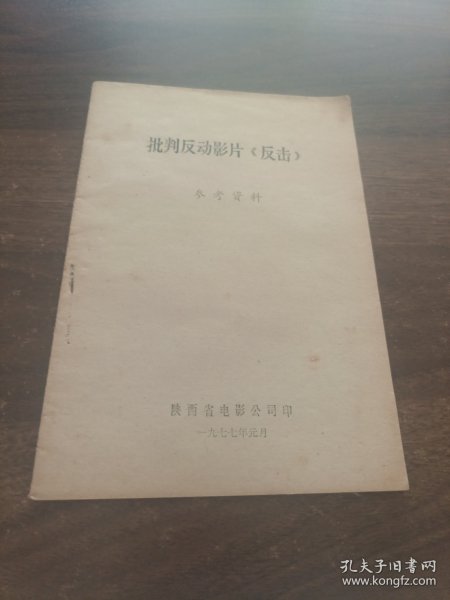 批判反动影片《反击》
参考资料
陕西省电影公司印
一九七七年元月
孔夫子旧书网
www.kongfz.com